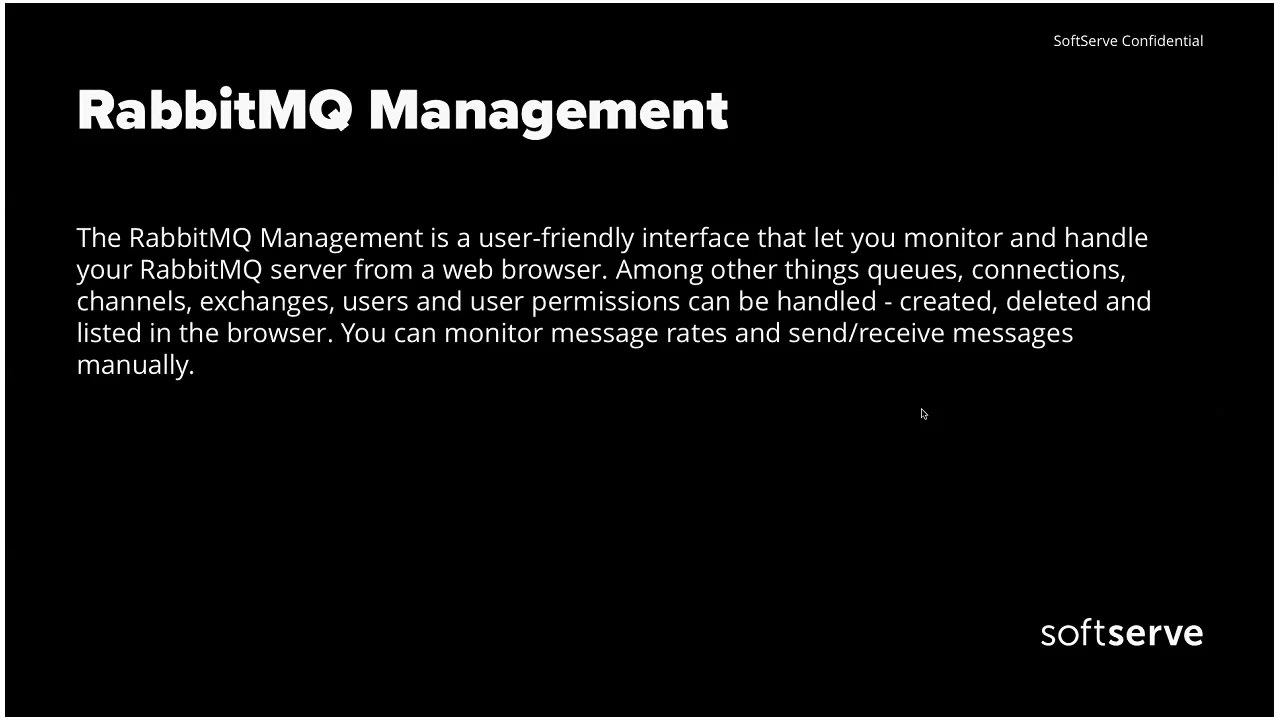 SoftServe Confidential
RabbitMQ Management
The RabbitMQ Management is a user-friendly interface that let you monitor and handle
your RabbitMQ server from a web browser. Among other things queues, connections,
channels, exchanges, users and user permissions can be handled - created, deleted and
listed in the browser. You can monitor message rates and send/receive messages
manually.
softserve